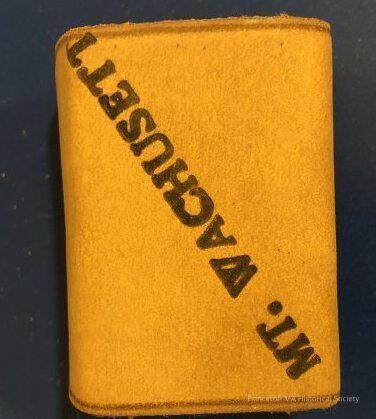 MT. WACHUSETT
Princeton MA Historical Society